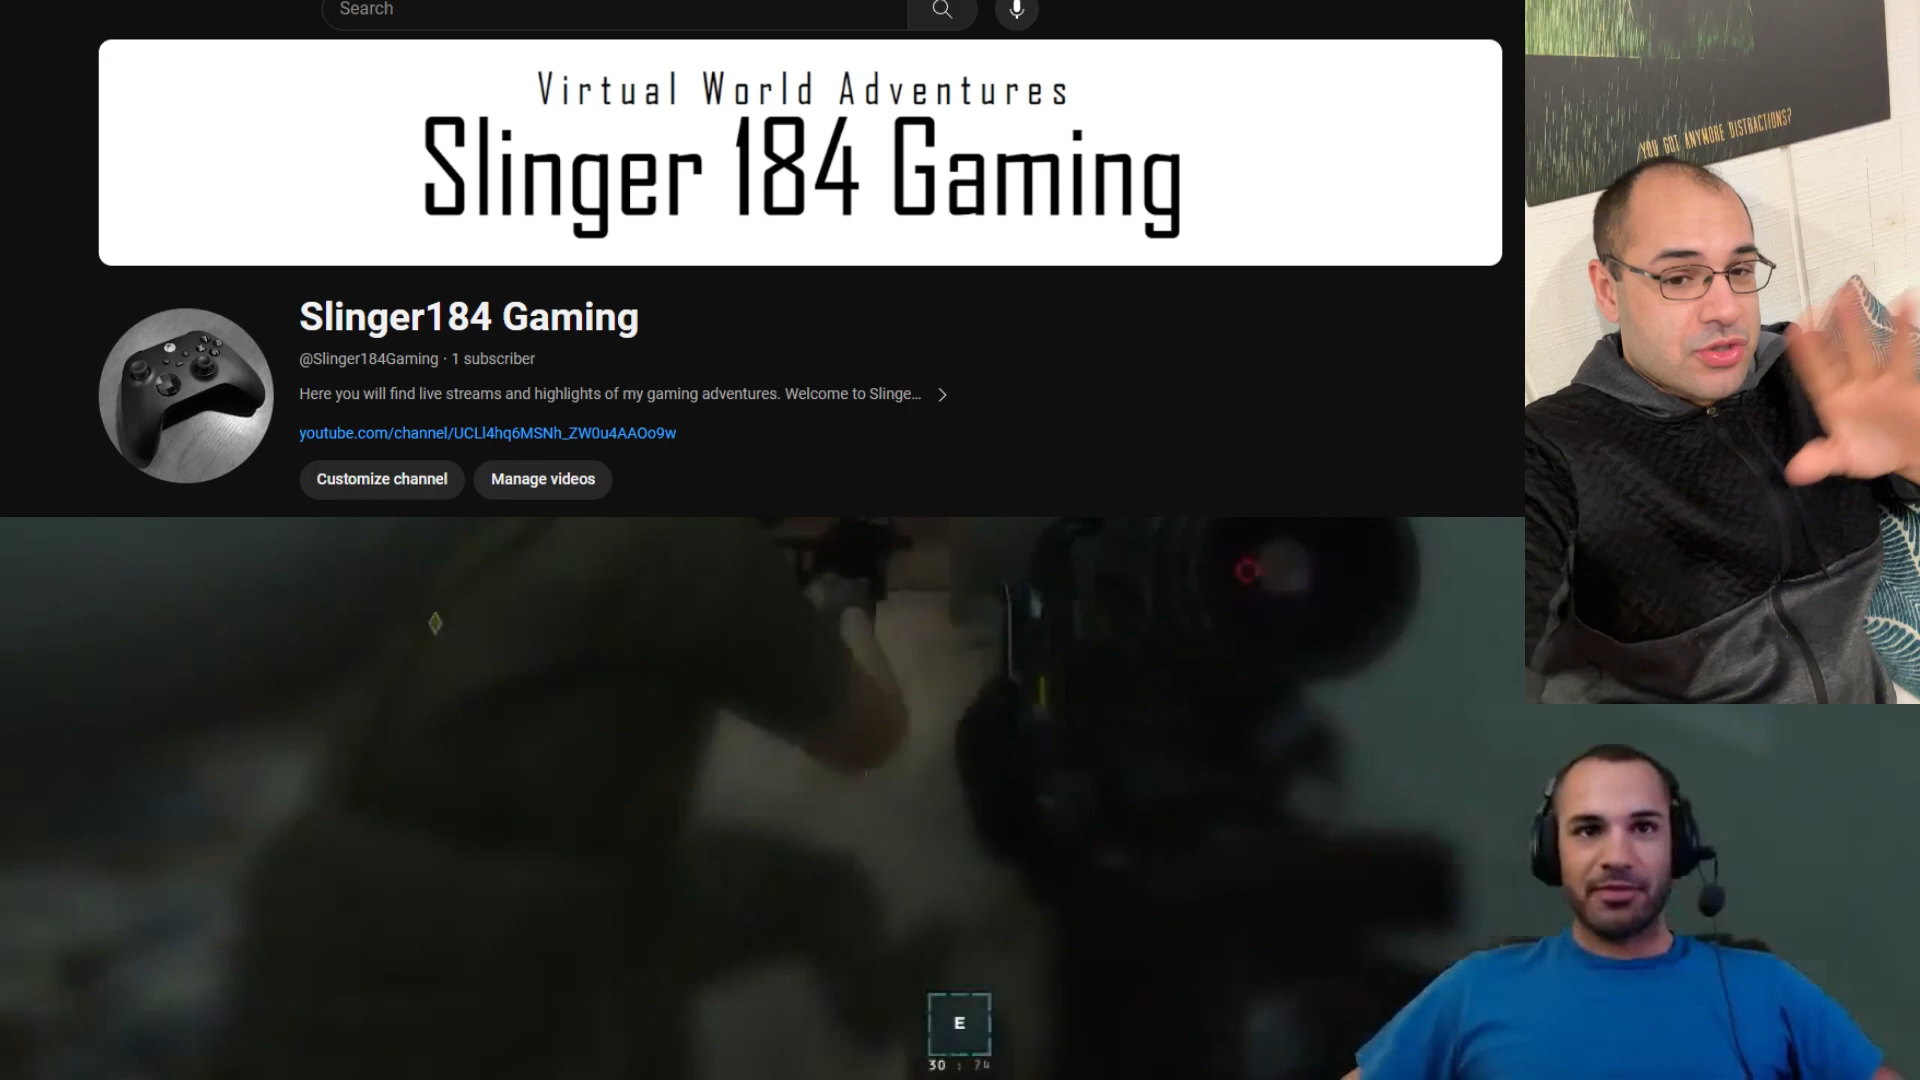 Search
Virtual World Adventures
Slinger 184 Gaming
Slinger184 Gaming
@Slinger184Gaming · 1 subscriber
Here you will find live streams and highlights of my gaming adventures. Welcome to Slinge...
youtube.com/channel/UCLl4hq6MSNh_ZW0u4AAOo9w
Customize channel
Manage videos
YOU GOT ANYMORE DISTRACTIONS?
E
30 : 74